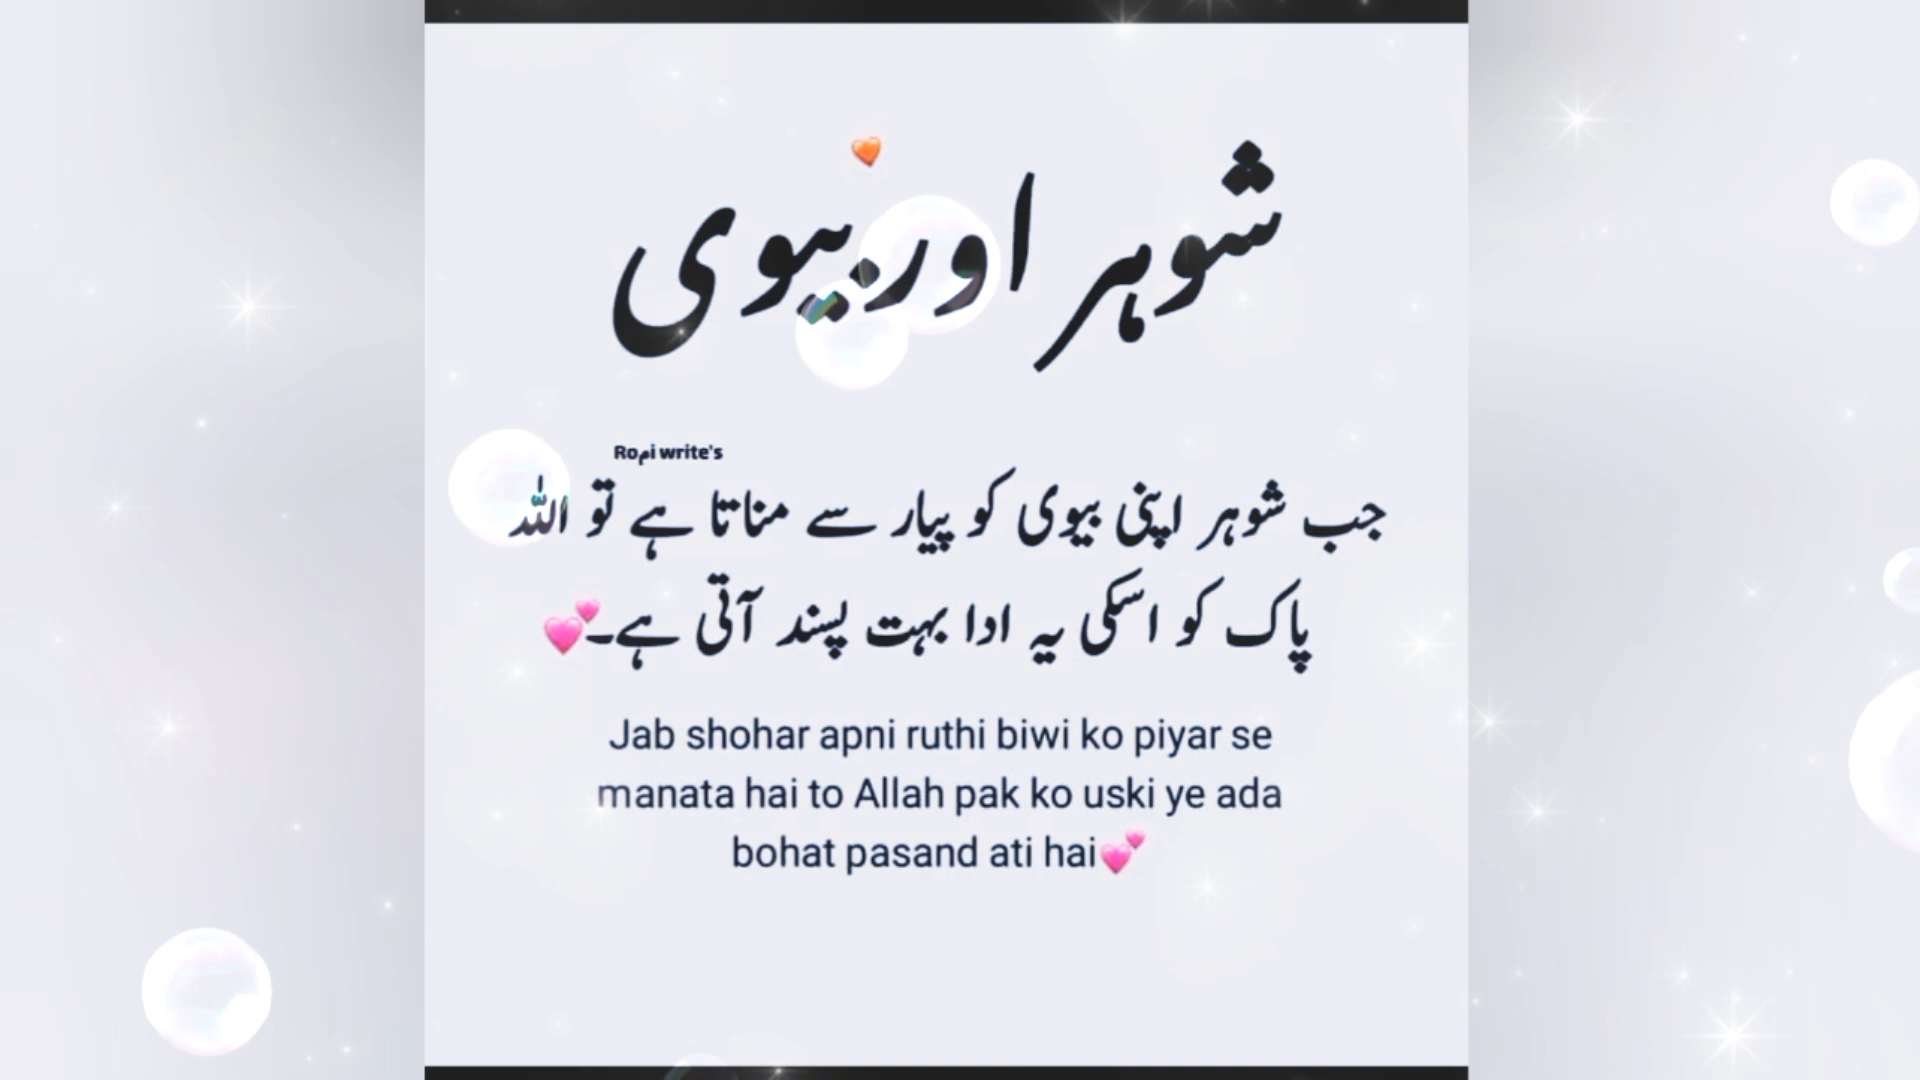 شوہر اور بیوی 🧡
Romi write's
جب شوہر اپنی بیوی کو پیار سے مناتا ہے تو اللہ
پاک کو اسکی یہ ادا بہت پسند آتی ہے۔💕
Jab shohar apni ruthi biwi ko piyar se
manata hai to Allah pak ko uski ye ada
bohat pasand ati hai💕